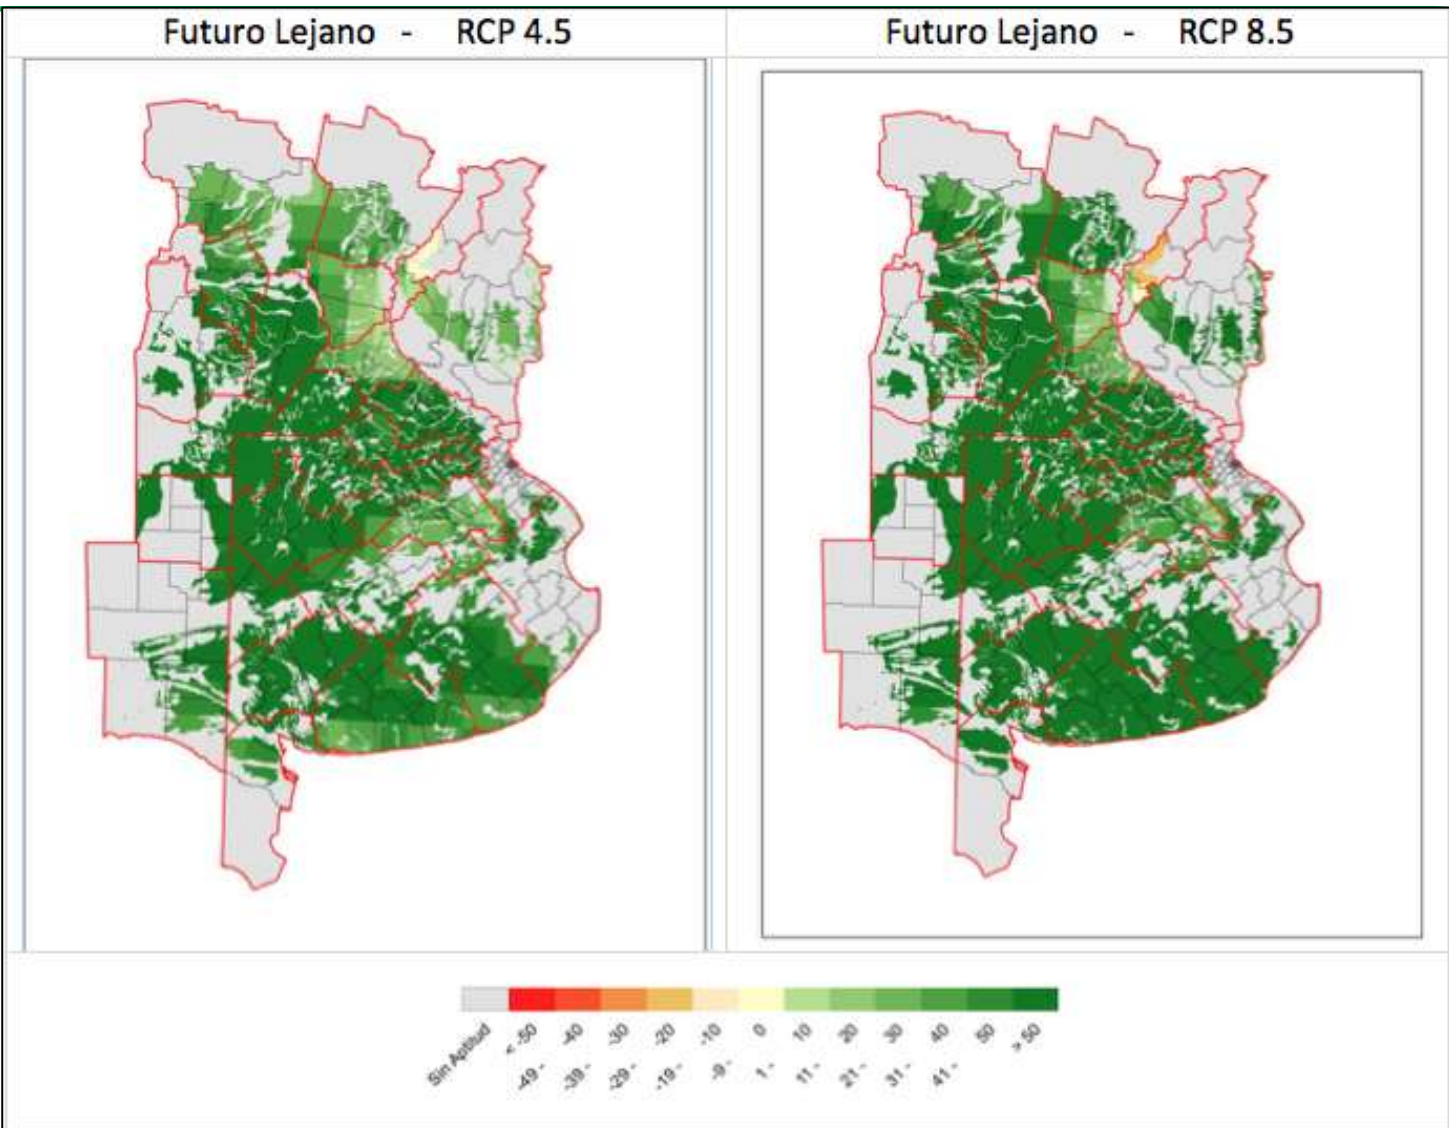 Futuro Lejano - RCP 4.5
Futuro Lejano - RCP 8.5
Sin Aptitud
< -50
-49 - -40
-39 - -30
-29 - -20
-19 - -10
-9 - 0
1 - 10
11 - 20
21 - 30
31 - 40
41 - 50
> 50